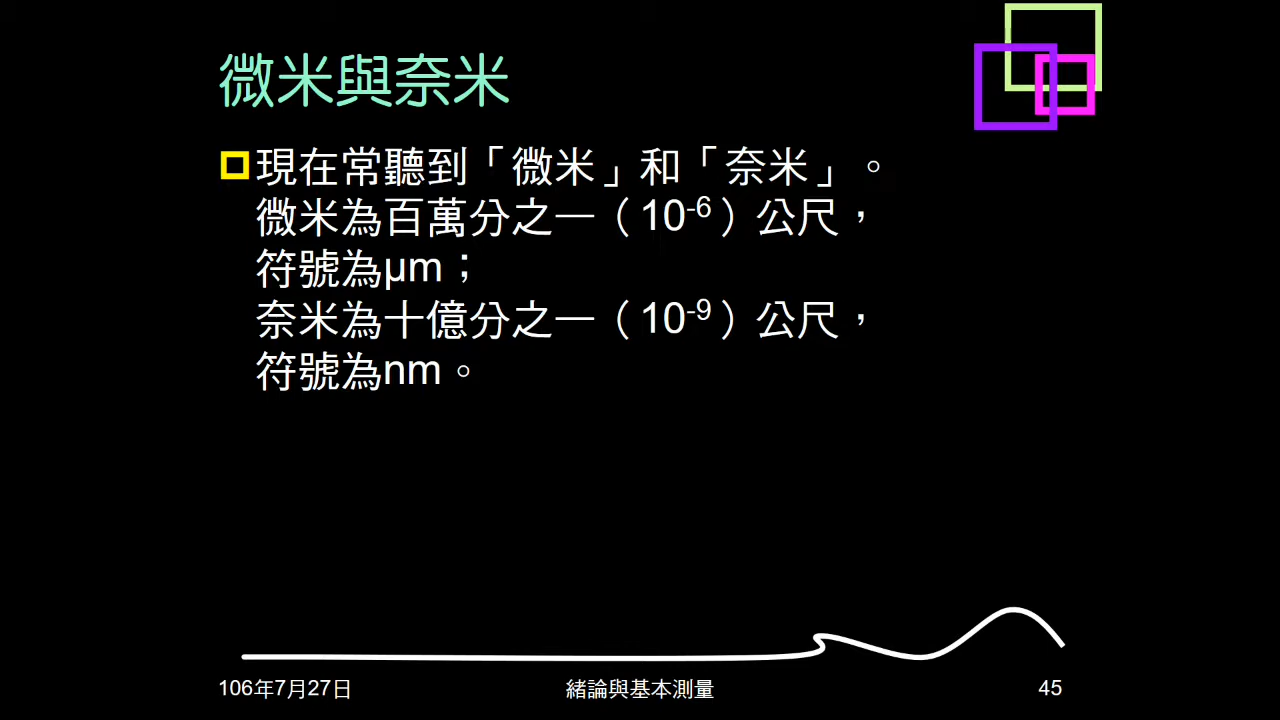 微米與奈米
現在常聽到「微米」和「奈米」。
微米為百萬分之一（10⁻⁶）公尺，
符號為μm；
奈米為十億分之一（10⁻⁹）公尺，
符號為nm。
106年7月27日
緒論與基本測量
45